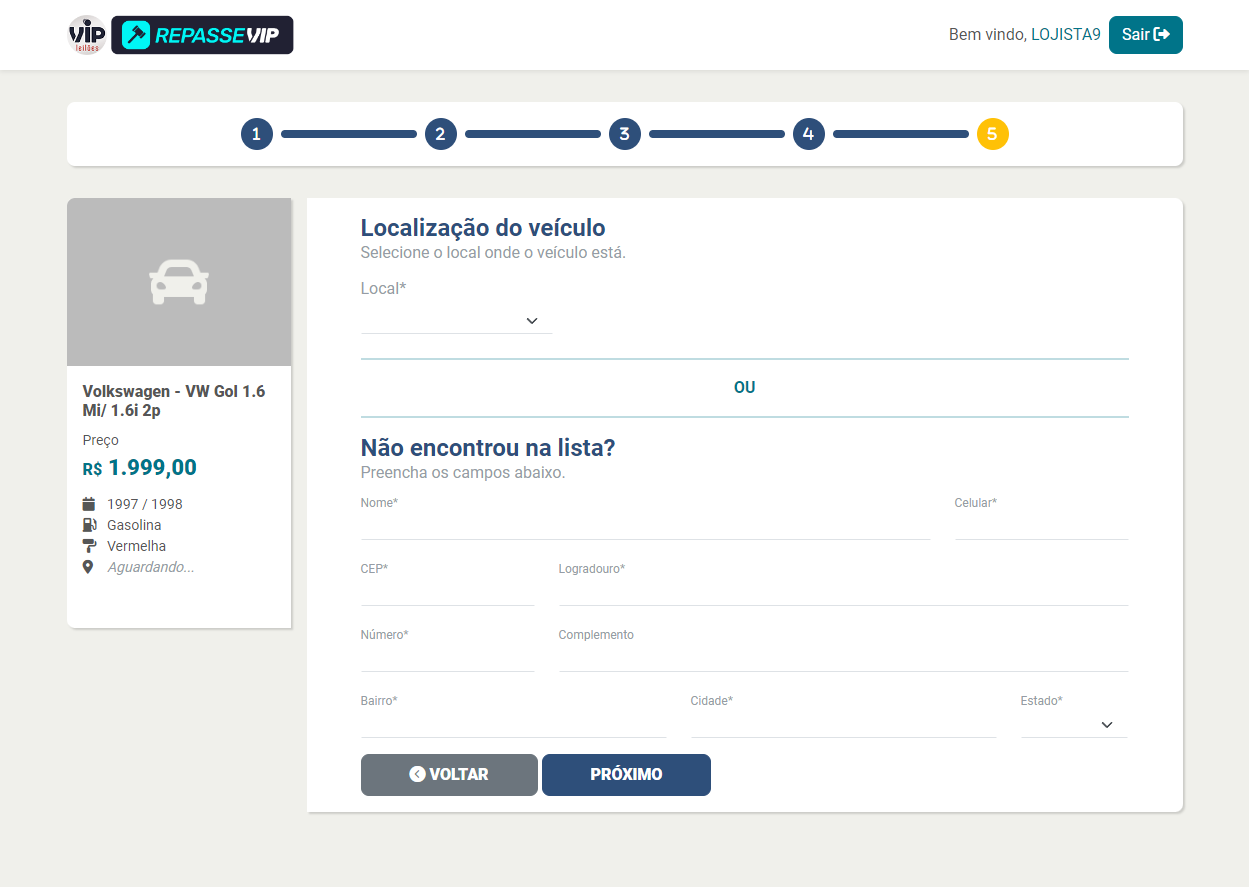 VIP
leilões
REPASSEVIP
Bem vindo, LOJISTA9
Sair
1 2 3 4 5
Volkswagen - VW Gol 1.6
Mi/ 1.6i 2p
Preço
R$ 1.999,00
1997 / 1998
Gasolina
Vermelha
Aguardando...
Localização do veículo
Selecione o local onde o veículo está.
Local*
OU
Não encontrou na lista?
Preencha os campos abaixo.
Nome* Celular*
CEP* Logradouro*
Número* Complemento
Bairro* Cidade* Estado*
VOLTAR PRÓXIMO